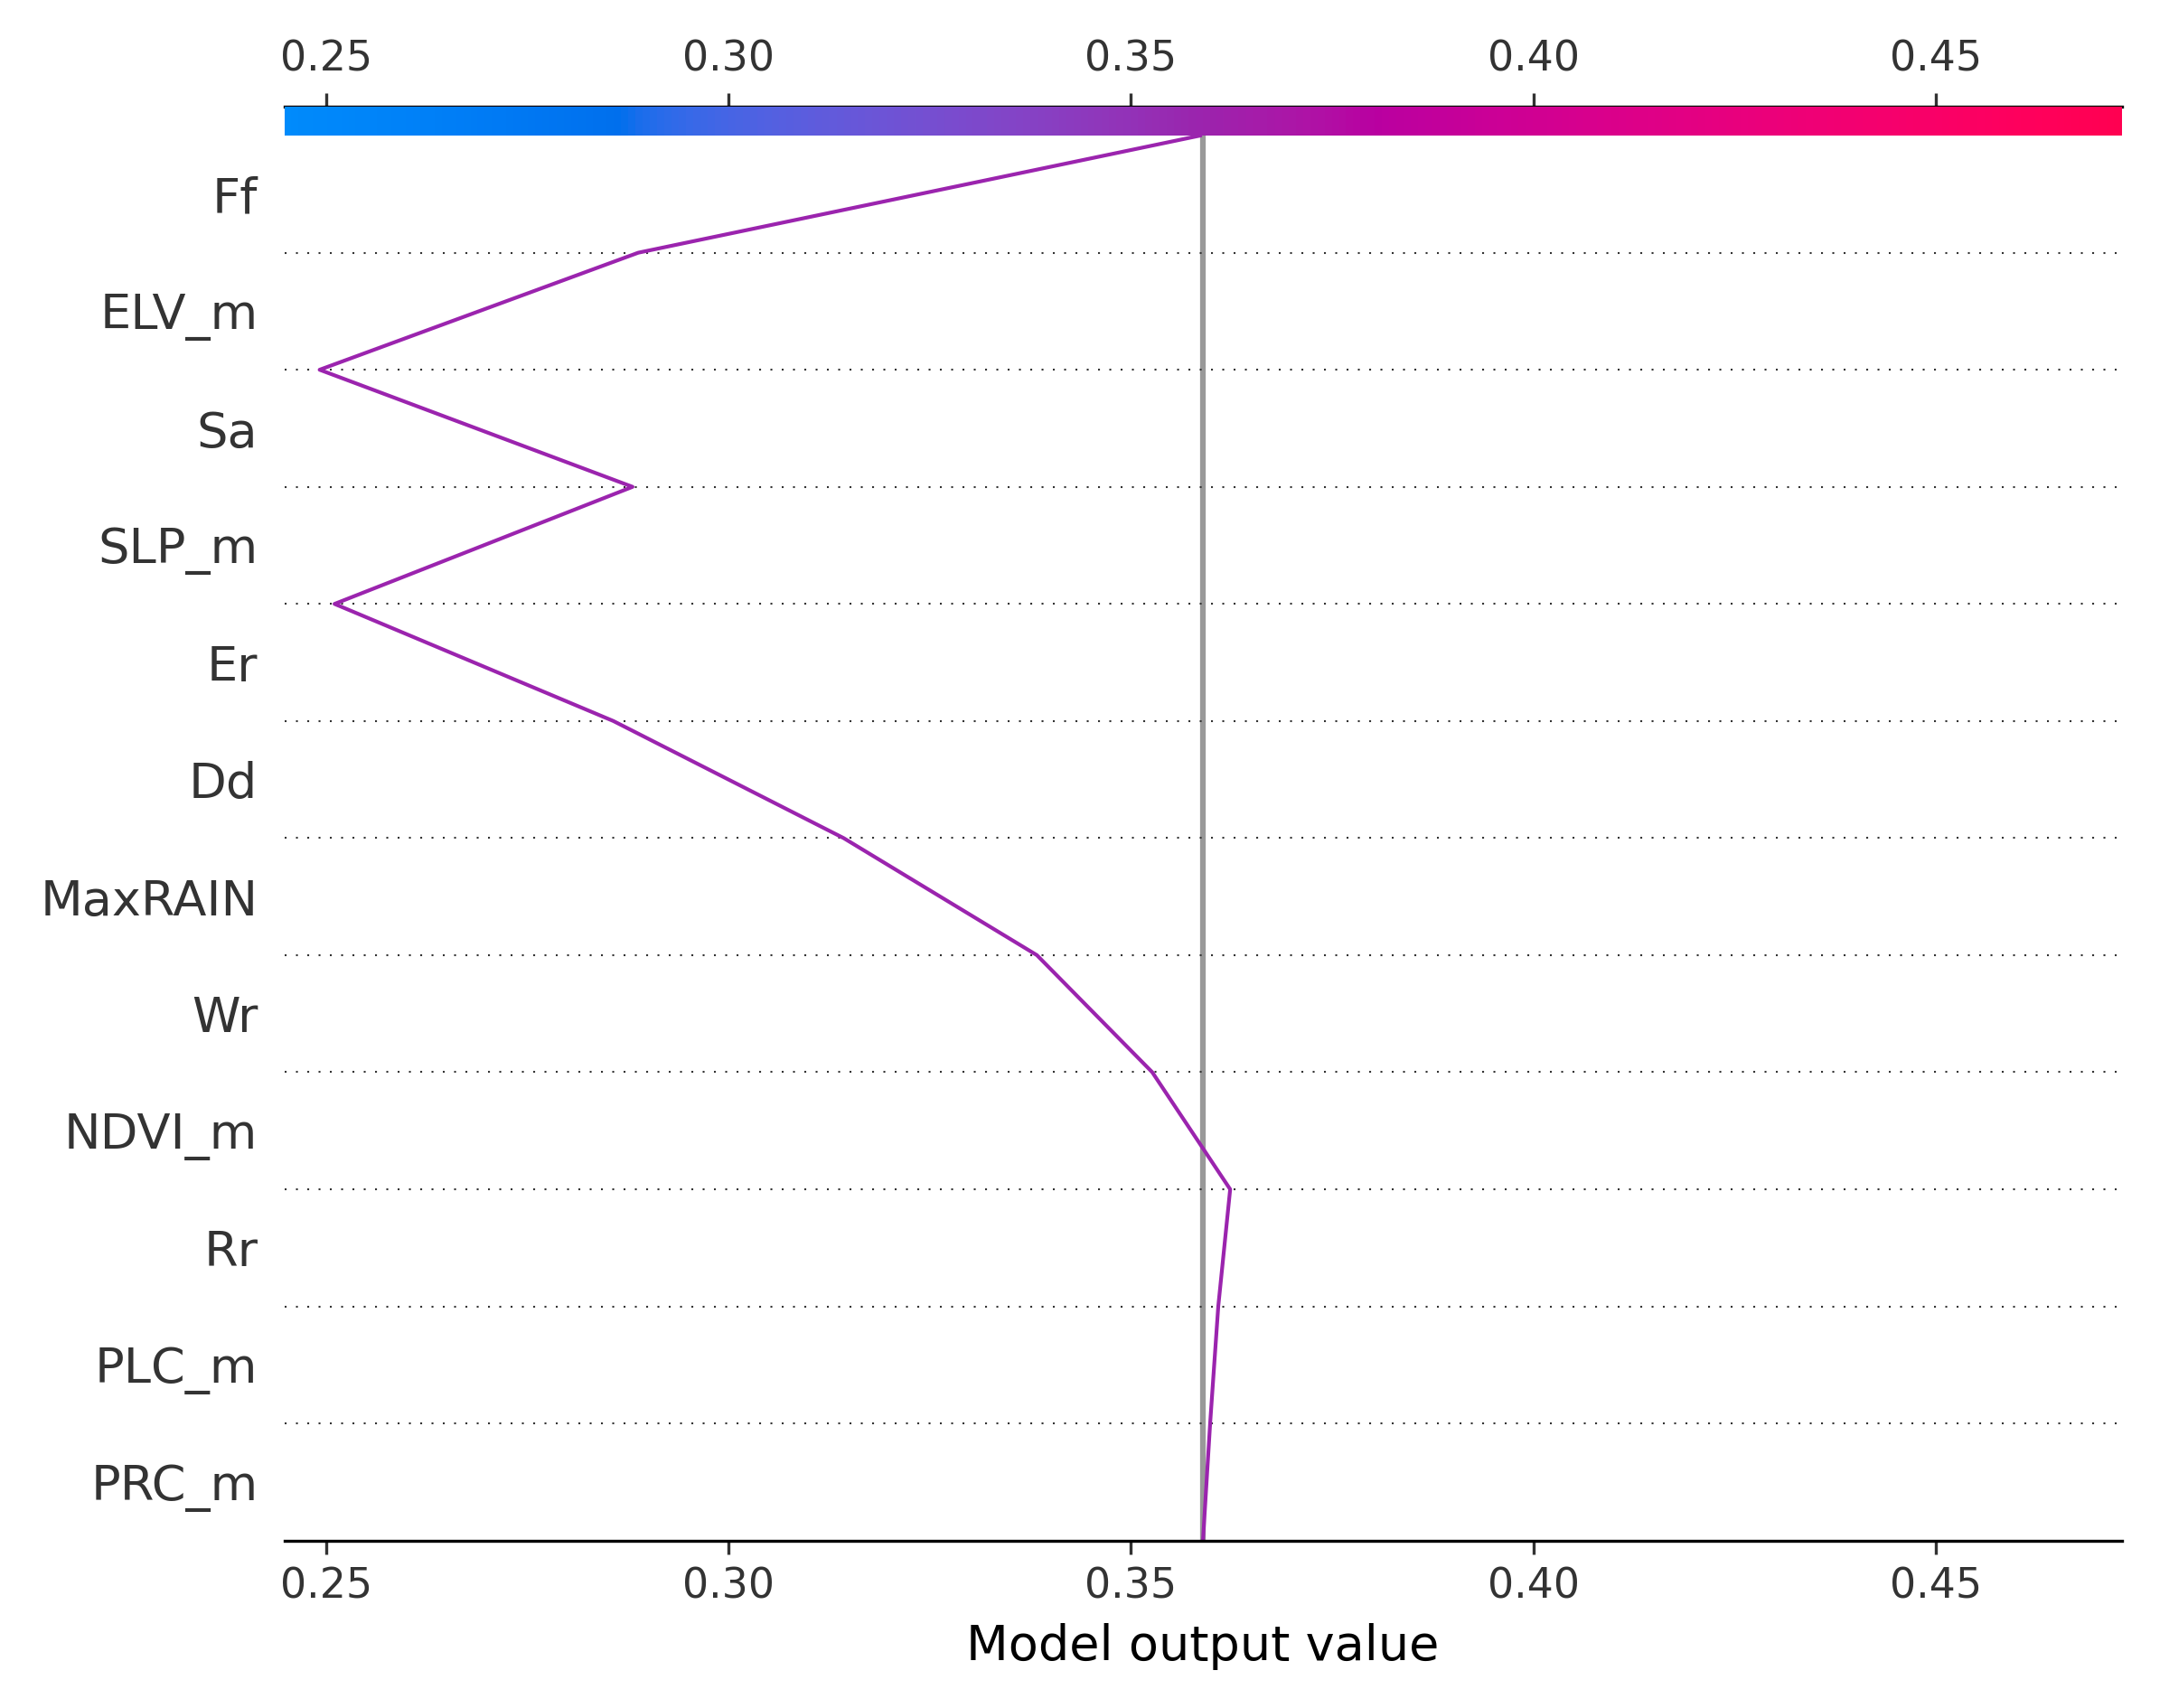 0.25 0.30 0.35 0.40 0.45
Ff
ELV_m
Sa
SLP_m
Er
Dd
MaxRAIN
Wr
NDVI_m
Rr
PLC_m
PRC_m
0.25 0.30 0.35 0.40 0.45
Model output value